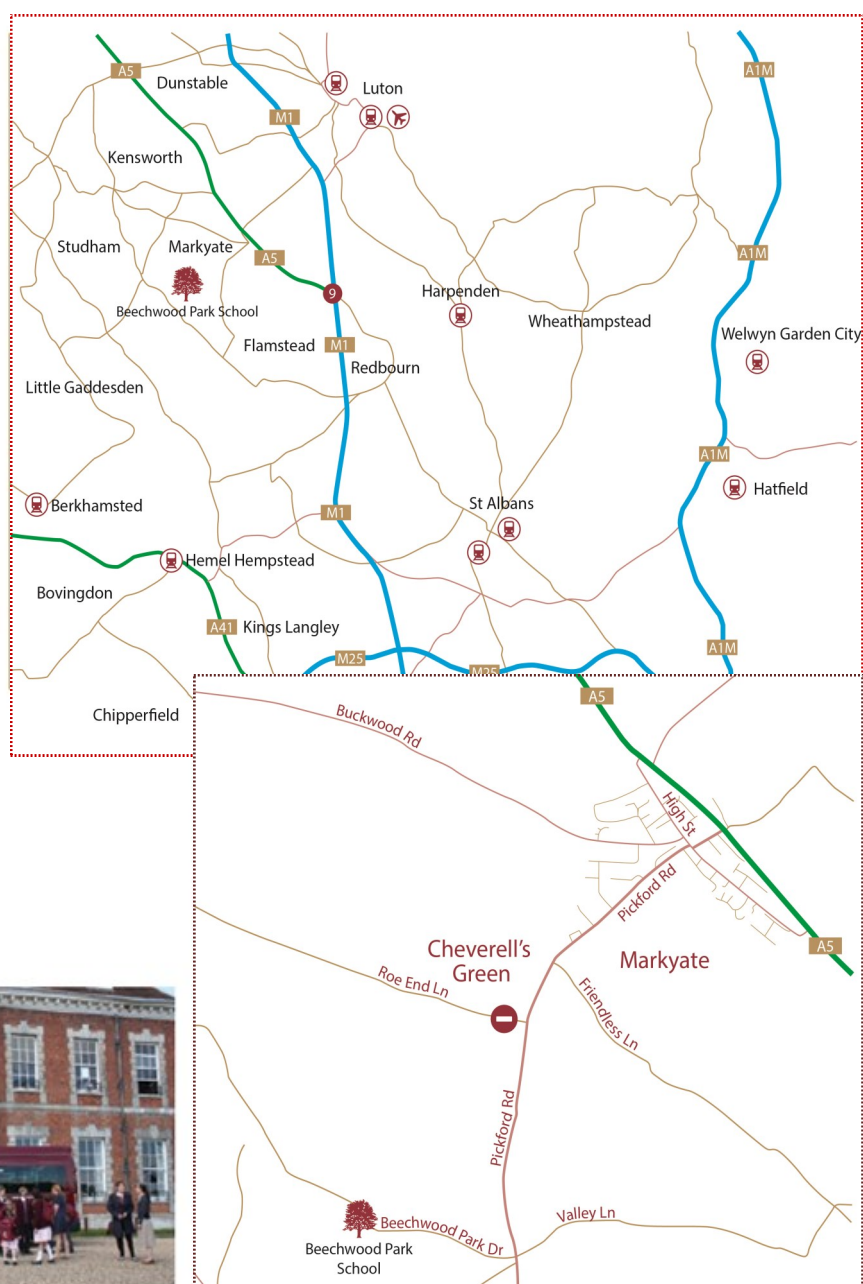 A5
Dunstable
Luton
A1M
M1
Kensworth
Studham
Markyate
A5
A1M
Beechwood Park School
9
Harpenden
Wheathampstead
Flamstead
M1
Redbourn
Welwyn Garden City
Little Gaddesden
A1M
Berkhamsted
M1
St Albans
Hatfield
Hemel Hempstead
Bovingdon
A41
Kings Langley
M25
M25
A1M
Chipperfield
A5
Buckwood Rd
High St
Pickford Rd
Cheverell's
Green
Markyate
A5
Roe End Ln
Friendless Ln
Pickford Rd
Valley Ln
Beechwood Park Dr
Beechwood Park
School